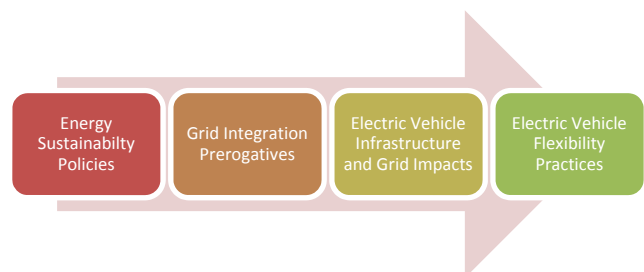 Energy
Sustainabilty
Policies
Grid Integration
Prerogatives
Electric Vehicle
Infrastructure
and Grid Impacts
Electric Vehicle
Flexibility
Practices